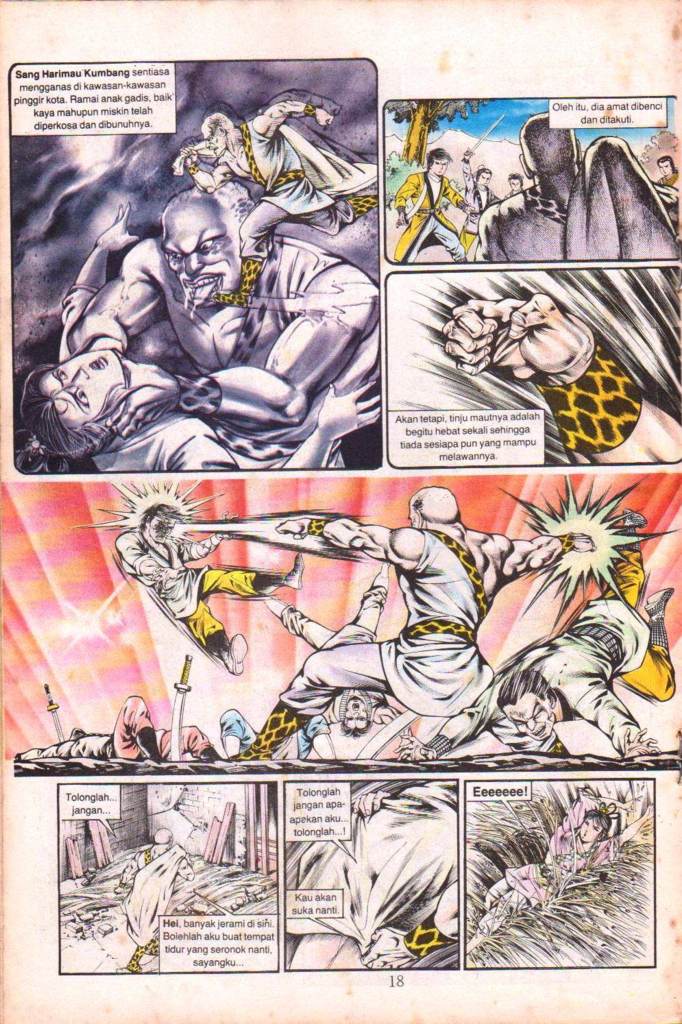 Sang Harimau Kumbang sentiasa
mengganas di kawasan-kawasan
pinggir kota. Ramai anak gadis, baik
kaya mahupun miskin telah
diperkosa dan dibunuhnya.
Oleh itu, dia amat dibenci
dan ditakuti.
Akan tetapi, tinju mautnya adalah
begitu hebat sekali sehingga
tiada sesiapa pun yang mampu
melawannya.
Tolonglah...
jangan...
Hei, banyak jerami di sini.
Bolehlah aku buat tempat
tidur yang seronok nanti,
sayangku...
Tolonglah
jangan apa-
apekan aku...
tolonglah...!
Kau akan
suka nanti.
Eeeeeee!
18